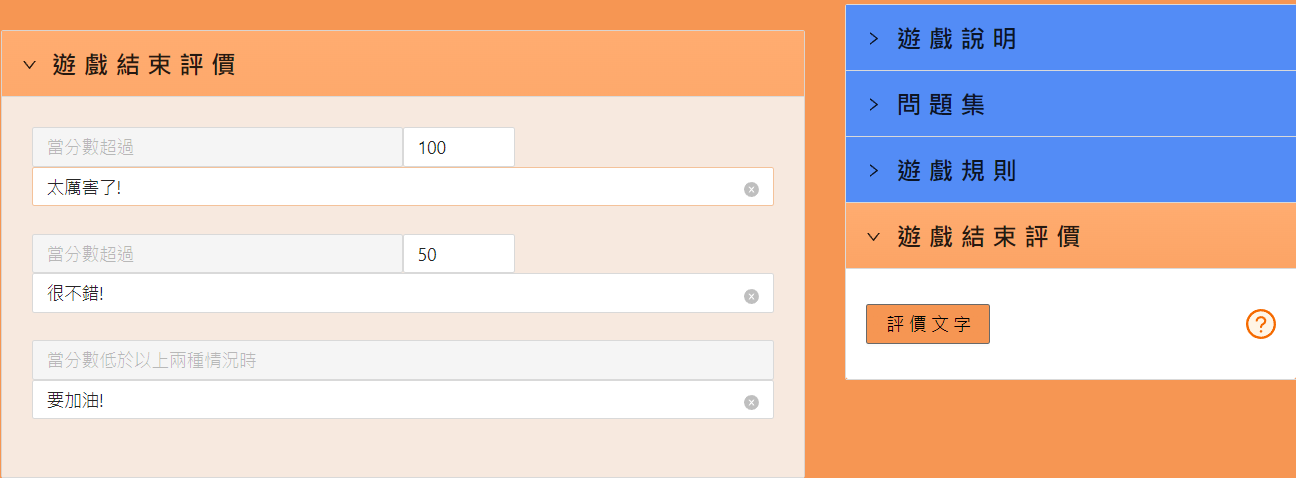 遊戲結束評價
當分數超過
100
太厲害了!
當分數超過
50
很不錯!
當分數低於以上兩種情況時
要加油!
遊戲說明
問題集
遊戲規則
遊戲結束評價
評價文字
?